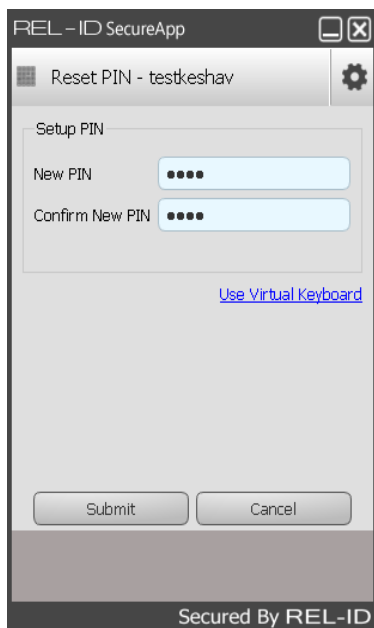 REL-ID SecureApp
Reset PIN - testkeshav
Setup PIN
New PIN ••••
Confirm New PIN ••••
Use Virtual Keyboard
Submit Cancel
Secured By REL-ID